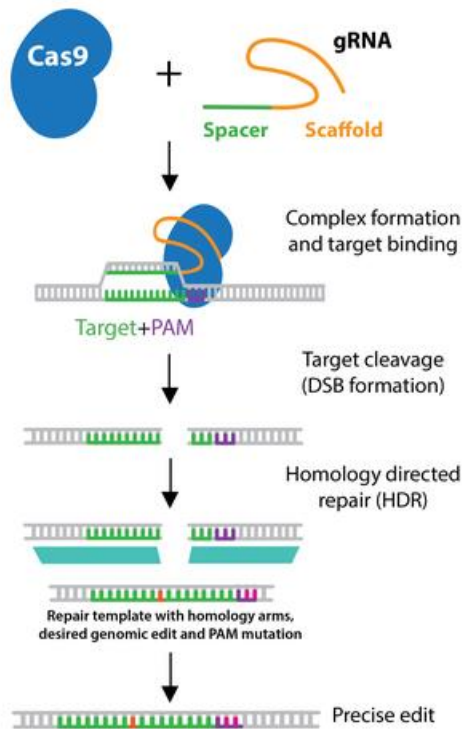 Cas9
+
gRNA
Spacer
Scaffold
Complex formation
and target binding
Target+PAM
Target cleavage
(DSB formation)
Homology directed
repair (HDR)
Repair template with homology arms,
desired genomic edit and PAM mutation
Precise edit